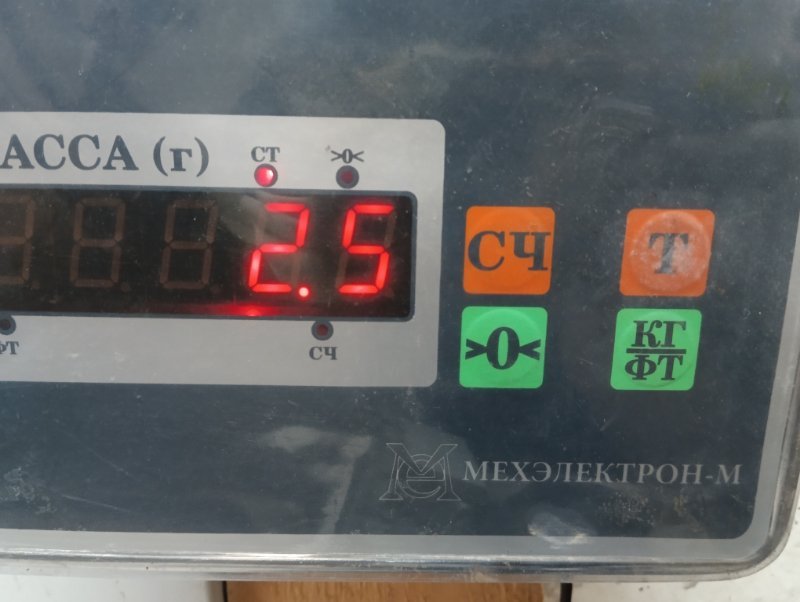 АССА (г)
СТ
>0<
2.5
ФТ
СЧ
СЧ
Т
>0<
КГ
ФТ
МЕХЭЛЕКТРОН-М